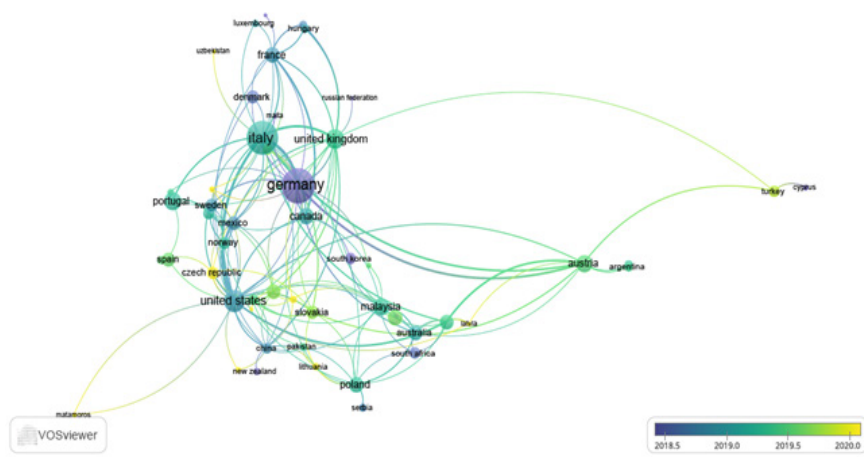 luxembourg
hungary
uzbekistan
france
denmark
russian federation
malta
italy
united kingdom
germany
turkey
cyprus
portugal
sweden
canada
mexico
norway
spain
south korea
austria
argentina
czech republic
united states
malaysia
slovakia
latvia
australia
china
pakistan
south africa
new zealand
lithuania
poland
serbia
matamoros
VOSviewer
2018.5 2019.0 2019.5 2020.0